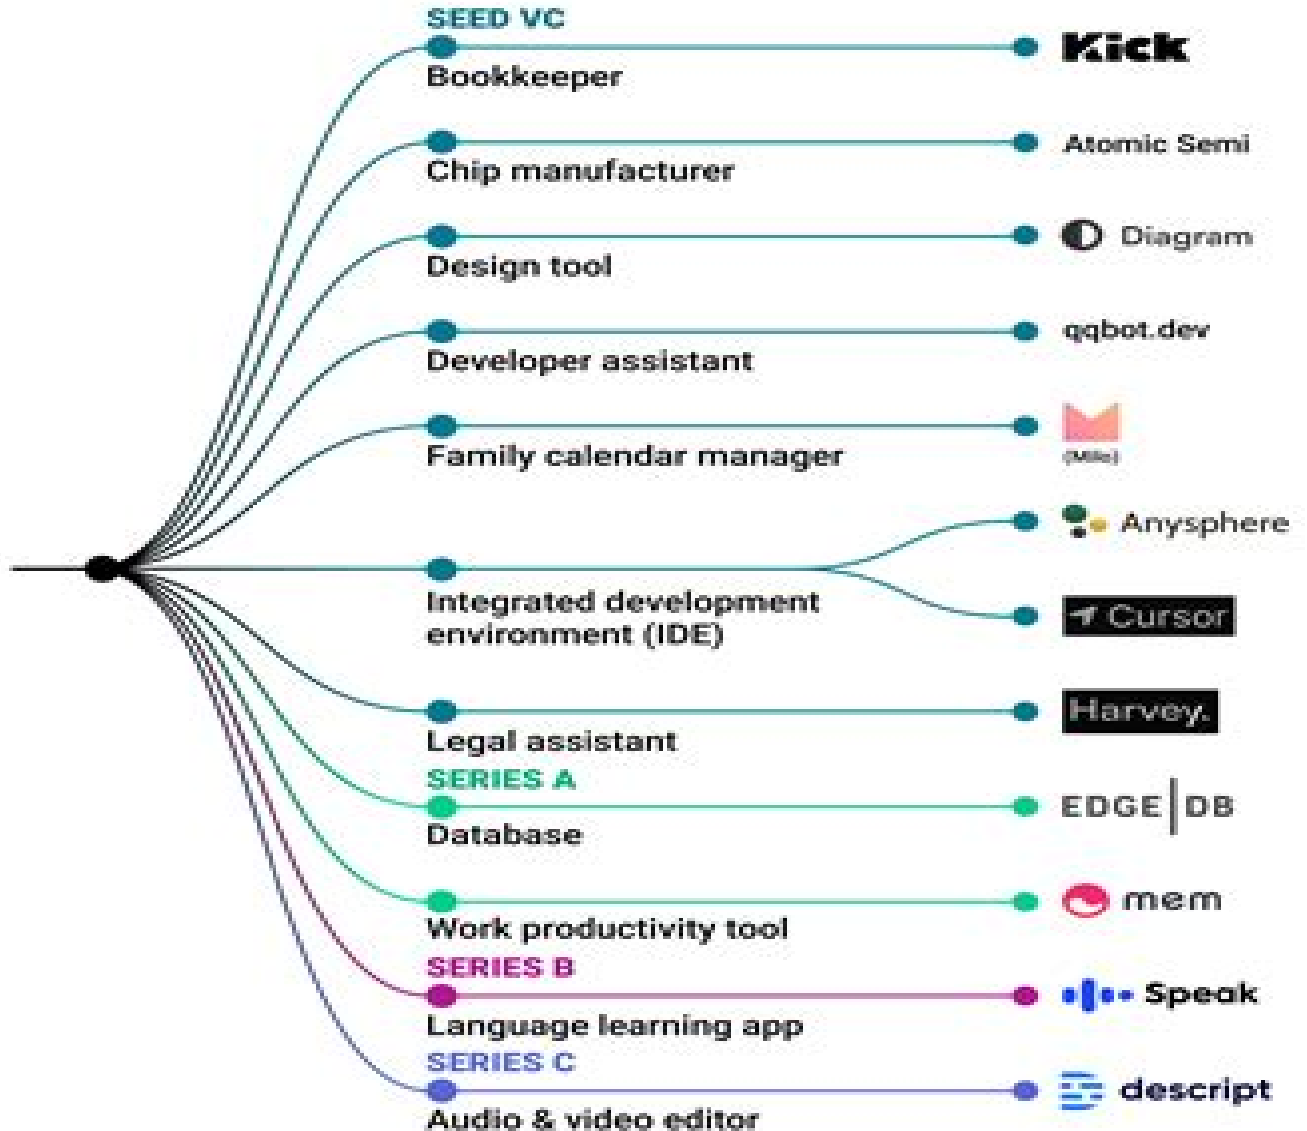 SEED VC
Kick
Bookkeeper
Atomic Semi
Chip manufacturer
Diagram
Design tool
qqbot.dev
Developer assistant
Family calendar manager
(Milo)
Anysphere
Integrated development
environment (IDE)
Cursor
Harvey.
Legal assistant
SERIES A
EDGE|DB
Database
mem
Work productivity tool
SERIES B
Speak
Language learning app
SERIES C
descript
Audio & video editor